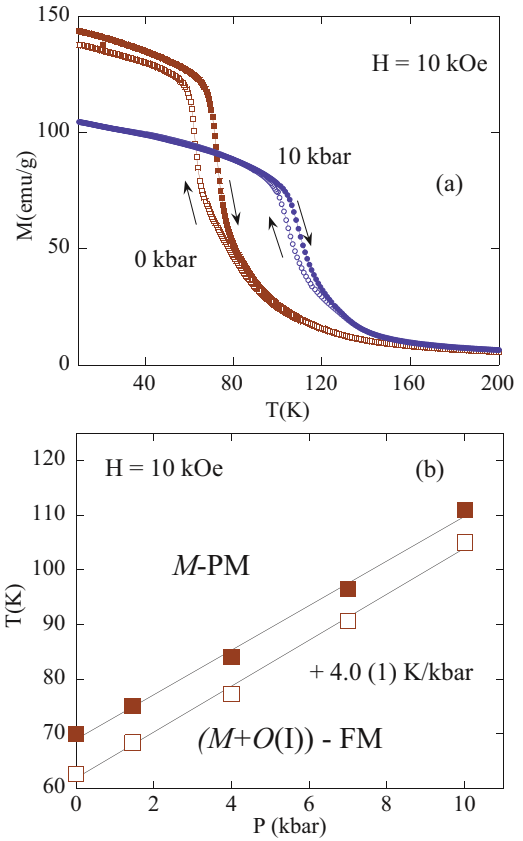 150
H = 10 kOe
100
10 kbar
(a)
M(emu/g)
50
0 kbar
0
40 80 120 160 200
T(K)
120
H = 10 kOe
(b)
110
M-PM
100
T(K)
90
+ 4.0 (1) K/kbar
80
(M+O(I)) - FM
70
60
0 2 4 6 8 10
P (kbar)